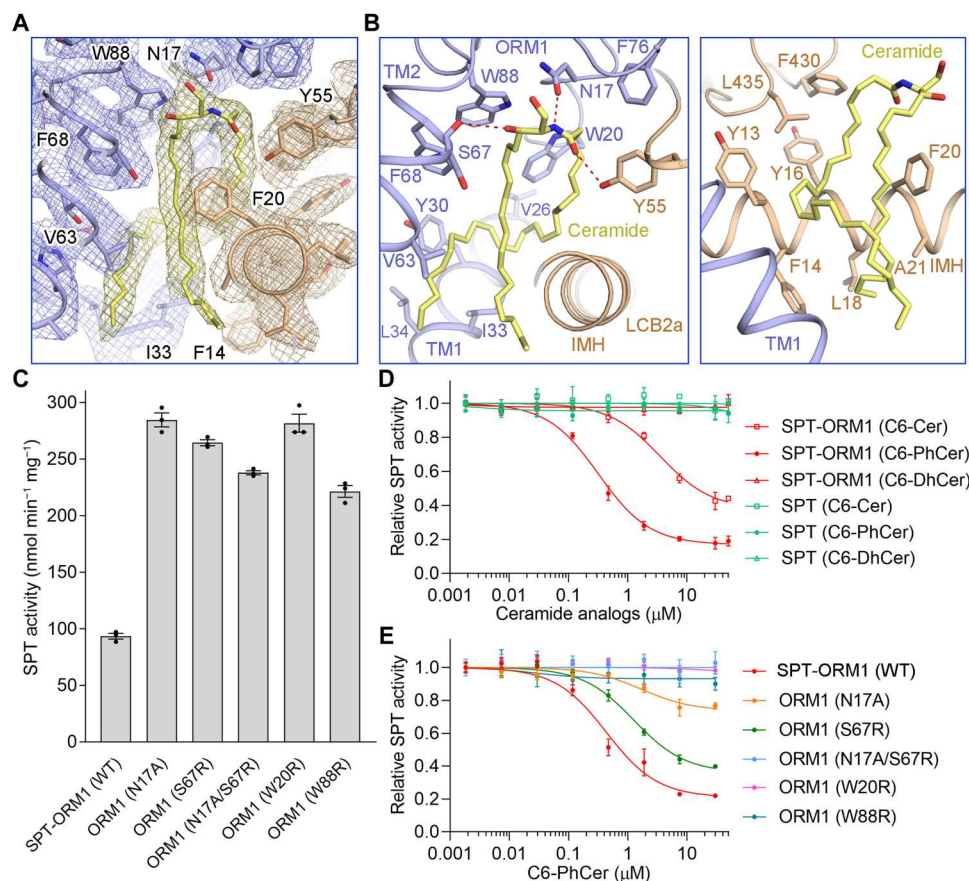 A
W88
N17
Y55
F68
F20
V63
I33
F14
B
ORM1
F76
TM2
W88
N17
W20
S67
F68
Y55
Y30
V26
Ceramide
V63
L34
I33
LCB2a
TM1
IMH
Ceramide
F430
L435
Y13
F20
Y16
F14
A21
IMH
L18
TM1
C
SPT activity (nmol min⁻¹ mg⁻¹)
300
250
200
150
100
50
0
SPT-ORM1 (WT)
ORM1 (N17A)
ORM1 (S67R)
ORM1 (N17A/S67R)
ORM1 (W20R)
ORM1 (W88R)
D
Relative SPT activity
1.0
0.8
0.6
0.4
0.2
0.0
0.001
0.01
0.1
1
10
Ceramide analogs (μM)
SPT-ORM1 (C6-Cer)
SPT-ORM1 (C6-PhCer)
SPT-ORM1 (C6-DhCer)
SPT (C6-Cer)
SPT (C6-PhCer)
SPT (C6-DhCer)
E
Relative SPT activity
1.0
0.8
0.6
0.4
0.2
0.0
0.001
0.01
0.1
1
10
C6-PhCer (μM)
SPT-ORM1 (WT)
ORM1 (N17A)
ORM1 (S67R)
ORM1 (N17A/S67R)
ORM1 (W20R)
ORM1 (W88R)